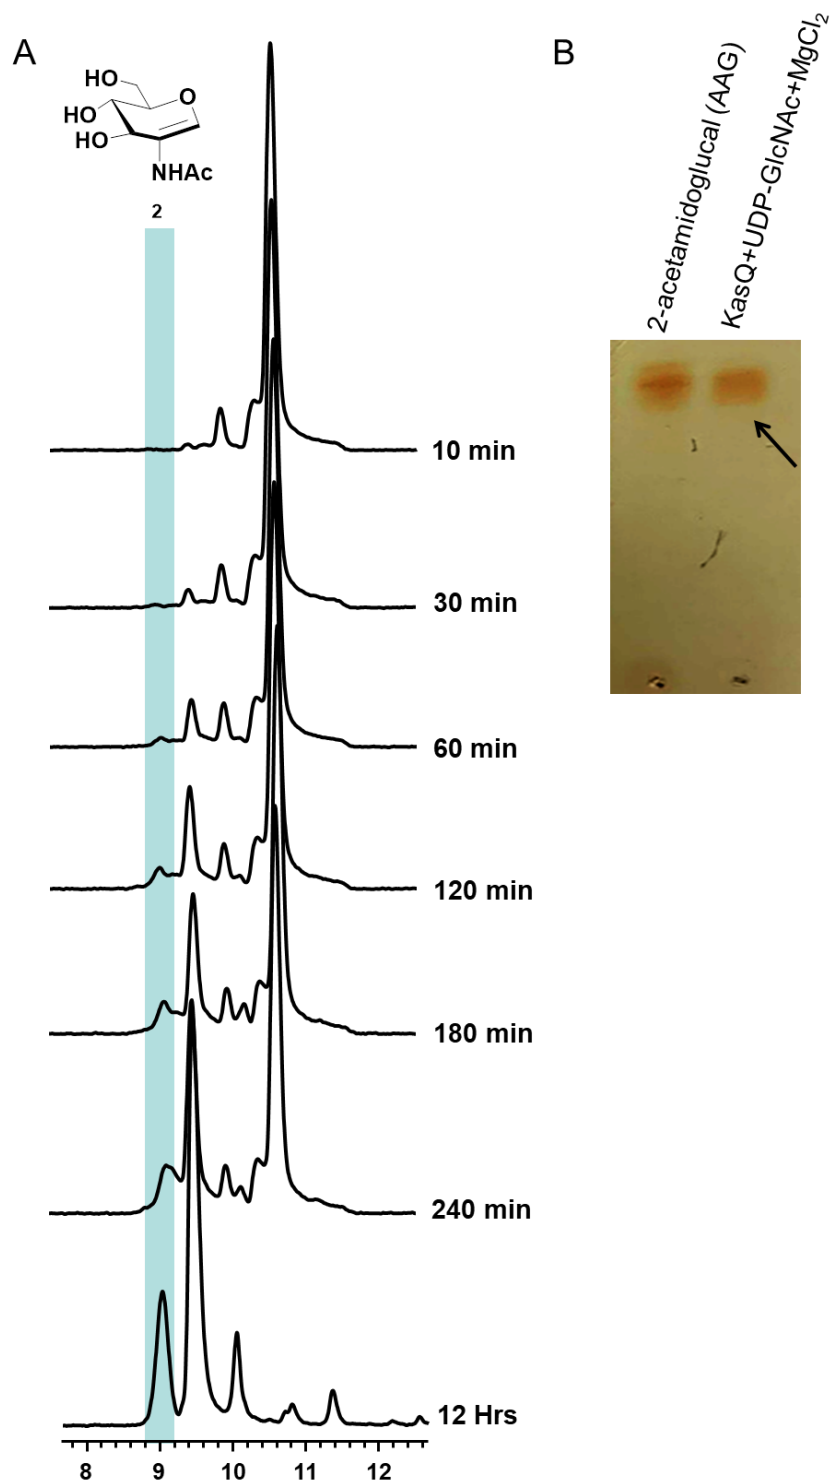 A
HO
O
HO
HO
NHAc
2
10 min
30 min
60 min
120 min
180 min
240 min
12 Hrs
8 9 10 11 12
B
2-acetamidoglucal (AAG)
KasQ+UDP-GlcNAc+MgCl₂